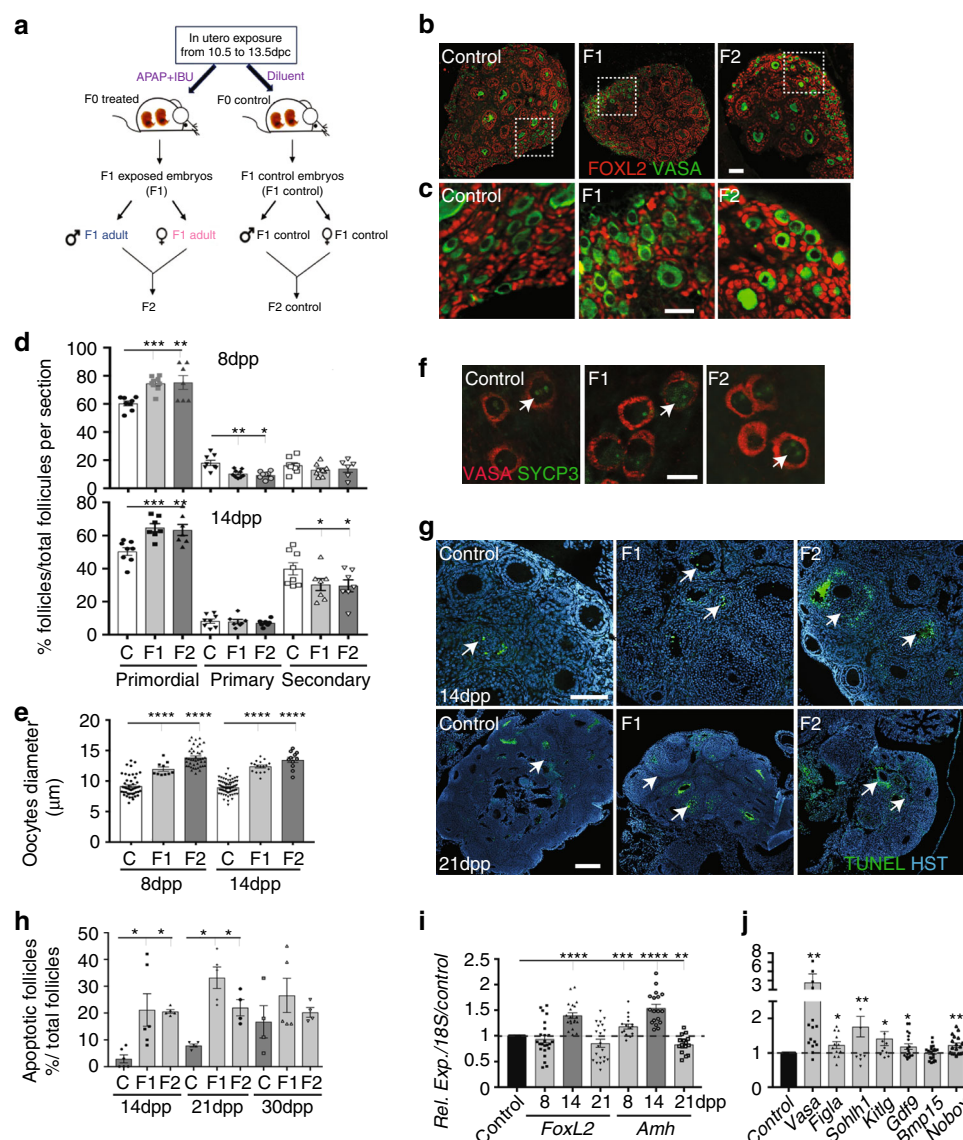 a
In utero exposure
from 10.5 to 13.5dpc
APAP+IBU
Diluent
F0 treated
F0 control
F1 exposed embryos
(F1)
F1 control embryos
(F1 control)
♂ F1 adult
♀ F1 adult
♂ F1 control
♀ F1 control
F2
F2 control
b
Control
F1
F2
FOXL2 VASA
c
Control
F1
F2
d
% follicles/total follicules per section
100
80
60
40
20
0
8dpp
*** **
** *
60
40
20
0
14dpp
*** **
* *
C F1 F2 C F1 F2 C F1 F2
Primordial Primary Secondary
e
Oocytes diameter
(μm)
20
15
10
5
0
**** **** **** ****
C F1 F2 C F1 F2
8dpp 14dpp
f
Control
F1
F2
VASA SYCP3
g
Control
F1
F2
14dpp
Control
F1
F2
21dpp
TUNEL HST
h
Apoptotic follicles
%/ total follicles
50
40
30
20
10
0
* * * *
C F1 F2 C F1 F2 C F1 F2
14dpp 21dpp 30dpp
i
Rel. Exp./18S/control
2.5
2
1.5
1
0.5
0
**** *** **** **
Control 8 14 21 8 14 21 dpp
FoxL2 Amh
j
9
6
3
2
1
0
** * ** * * **
Control
Vasa
Figla
Sohlh1
Kitlg
Gdf9
Bmp15
Nobox